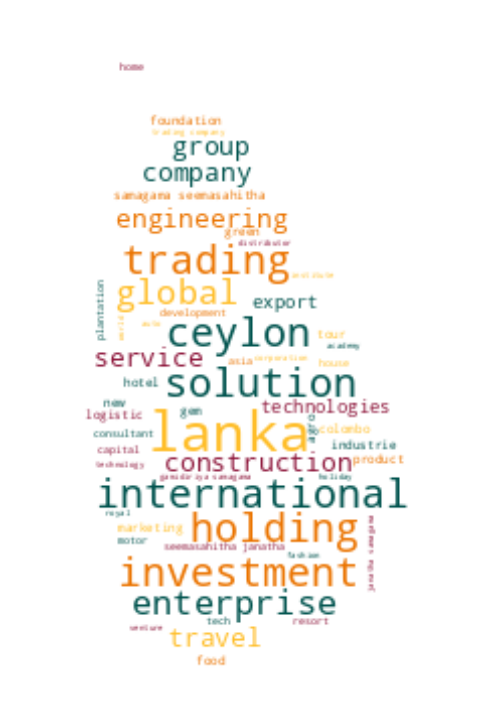 home
foundation
trading company
group
company
samagama seemasahitha
engineering
green
distributor
trading
global
plantation
export
development
world
auto
ceylon
tour
academy
service
asia corporation
house
hotel
solution
new
gem
technologies
logistic
agro
lanka
colombo
consultant
industrie
capital
construction
product
technology
gamidiriya samagama
holiday
international
royal
marketing
holding
motor
seemasahitha janatha
janatha samagama
fashion
investment
enterprise
tech
resort
venture
travel
food